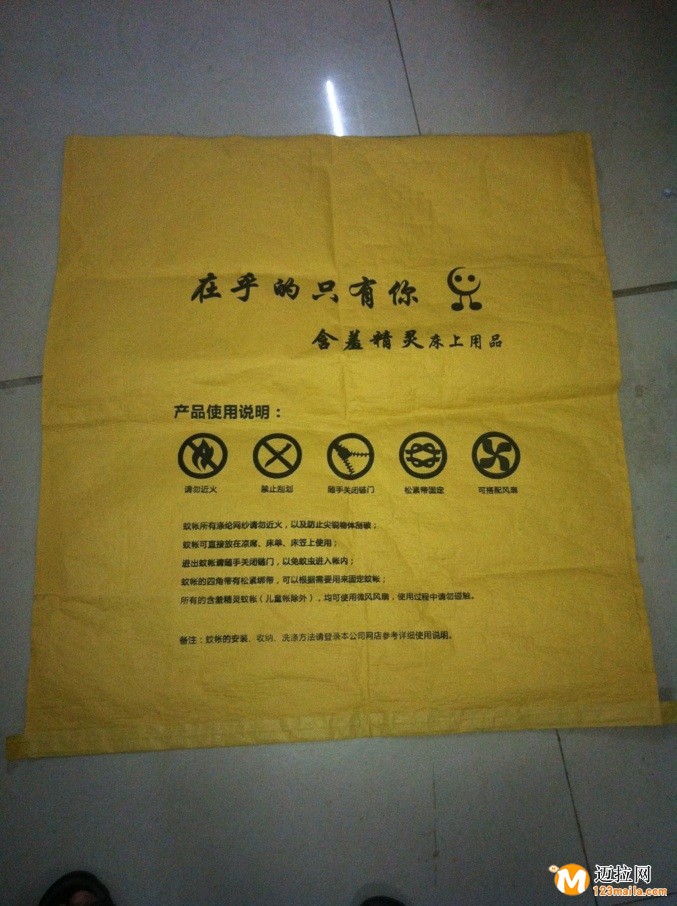 在乎的只有你
含羞精灵床上用品
产品使用说明：
请勿近火
禁止刮划
随手关闭链门
松紧带固定
可搭配风扇
蚊帐所有涤纶网纱请勿近火，以及防止尖锐物体刮破；
蚊帐可直接放在凉席、床单、床笠上使用；
进出蚊帐请随手关闭链门，以免蚊虫进入帐内；
蚊帐的四角带有松紧绑带，可以根据需要用来固定蚊帐；
所有的含羞精灵蚊帐（儿童帐除外），均可使用微风风扇，使用过程中请勿碰触。
备注：蚊帐的安装、收纳、洗涤方法请登录本公司网店参考详细使用说明。
M 迈拉网
123maila.com